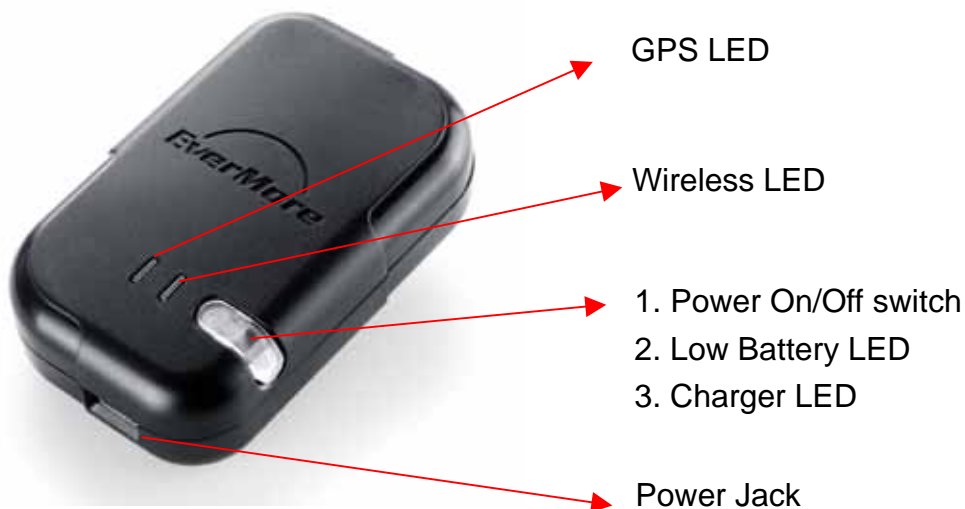 GPS LED
EverMore
Wireless LED
1. Power On/Off switch
2. Low Battery LED
3. Charger LED
Power Jack